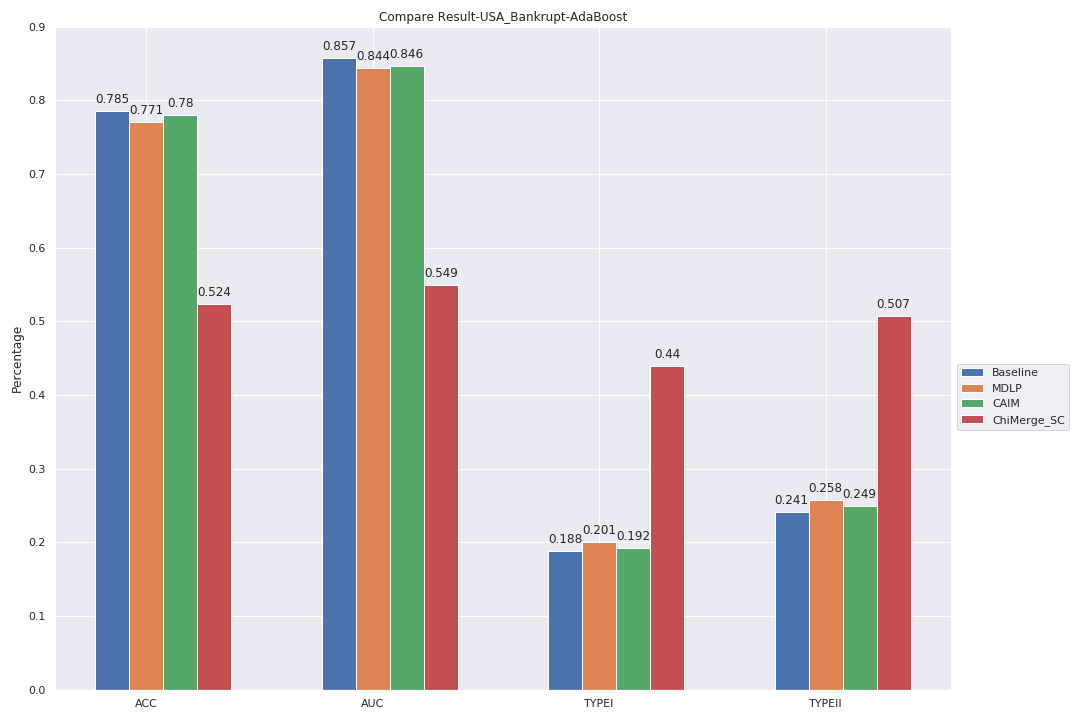 Compare Result-USA_Bankrupt-AdaBoost
Percentage
0.9
0.8
0.7
0.6
0.5
0.4
0.3
0.2
0.1
0.0
0.785
0.771
0.78
0.524
0.857
0.844
0.846
0.549
0.188
0.201
0.192
0.44
0.241
0.258
0.249
0.507
ACC
AUC
TYPEI
TYPEII
Baseline
MDLP
CAIM
ChiMerge_SC